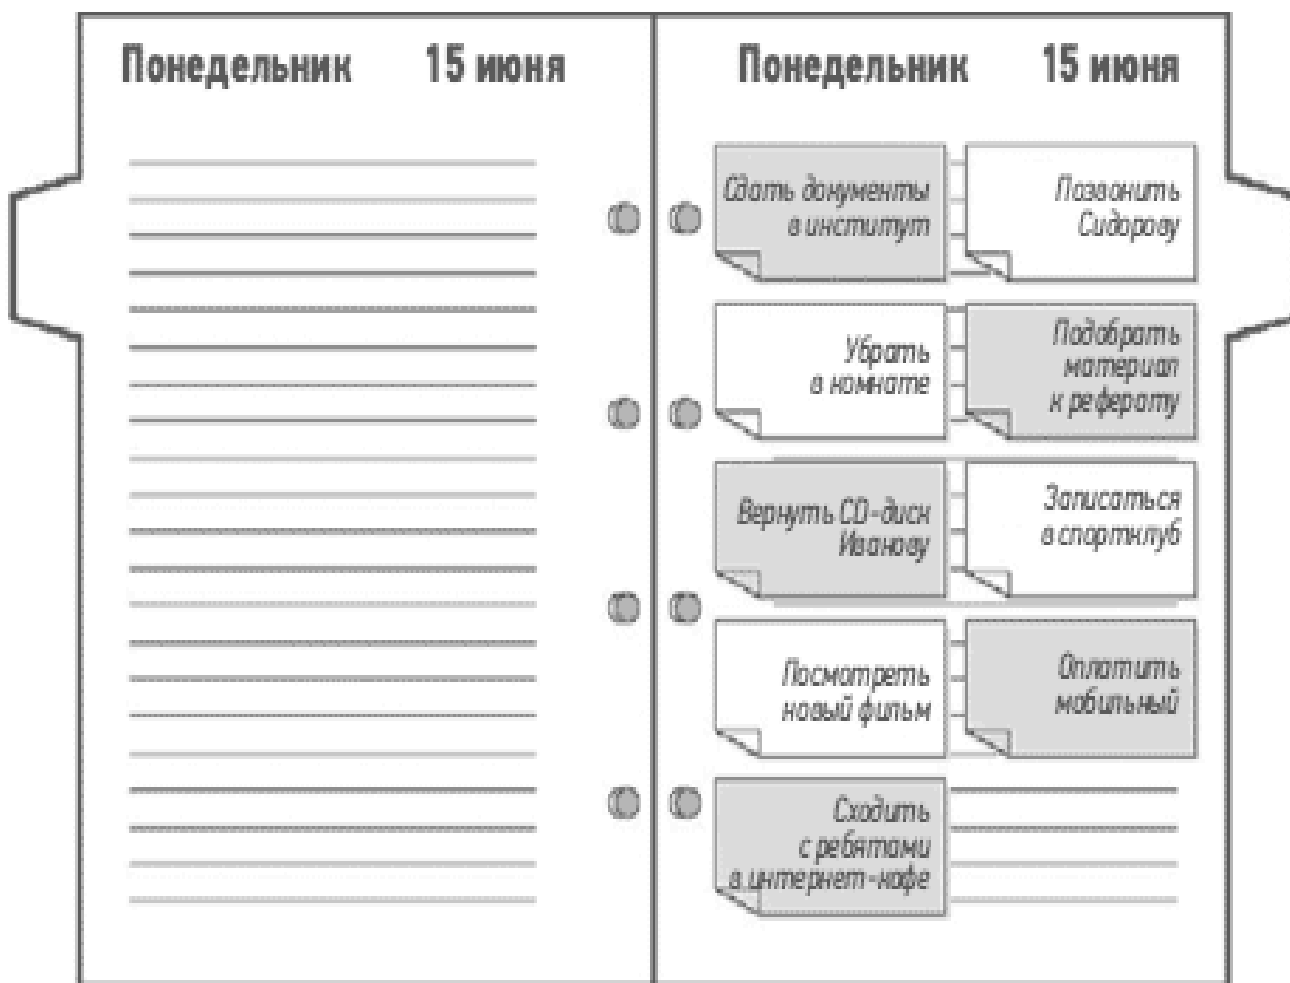 Понедельник 15 июня
Понедельник 15 июня
Сдать документы
в институт
Позвонить
Сидорову
Убрать
в комнате
Подобрать
материал
к реферату
Вернуть CD-диск
Иванову
Записаться
в спортклуб
Посмотреть
новый фильм
Оплатить
мобильный
Сходить
с ребятами
в интернет-кафе